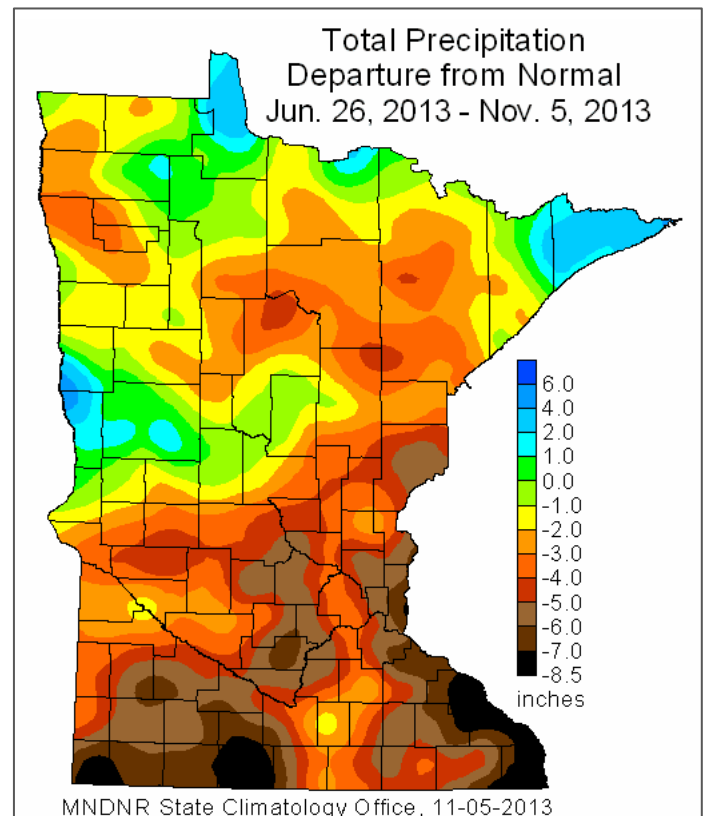 Total Precipitation
Departure from Normal
Jun. 26, 2013 - Nov. 5, 2013
6.0
4.0
2.0
1.0
0.0
-1.0
-2.0
-3.0
-4.0
-5.0
-6.0
-7.0
-8.5
inches
MNDNR State Climatology Office, 11-05-2013